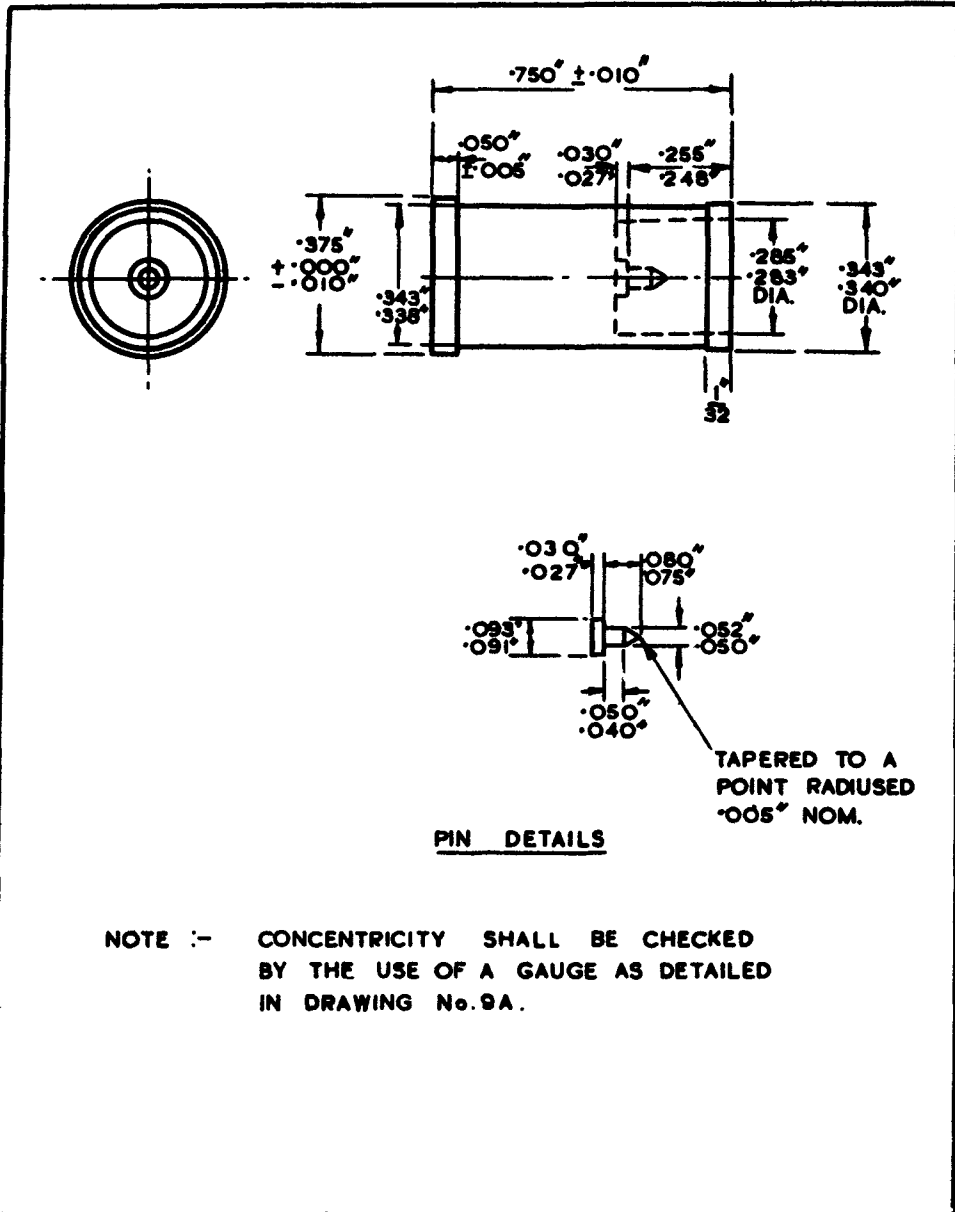 ·750" ± ·010"
·050"
± ·005"
·030"
·027"
·255"
·248"
·375"
+ ·000"
- ·010"
·343"
·338"
·285"
·283"
DIA.
·343"
·340"
DIA.
1"
32
·030"
·027"
·080"
·075"
·093"
·091"
·052"
·050"
·050"
·040"
TAPERED TO A
POINT RADIUSED
·005" NOM.
PIN DETAILS
NOTE :- CONCENTRICITY SHALL BE CHECKED
BY THE USE OF A GAUGE AS DETAILED
IN DRAWING No. 9A.